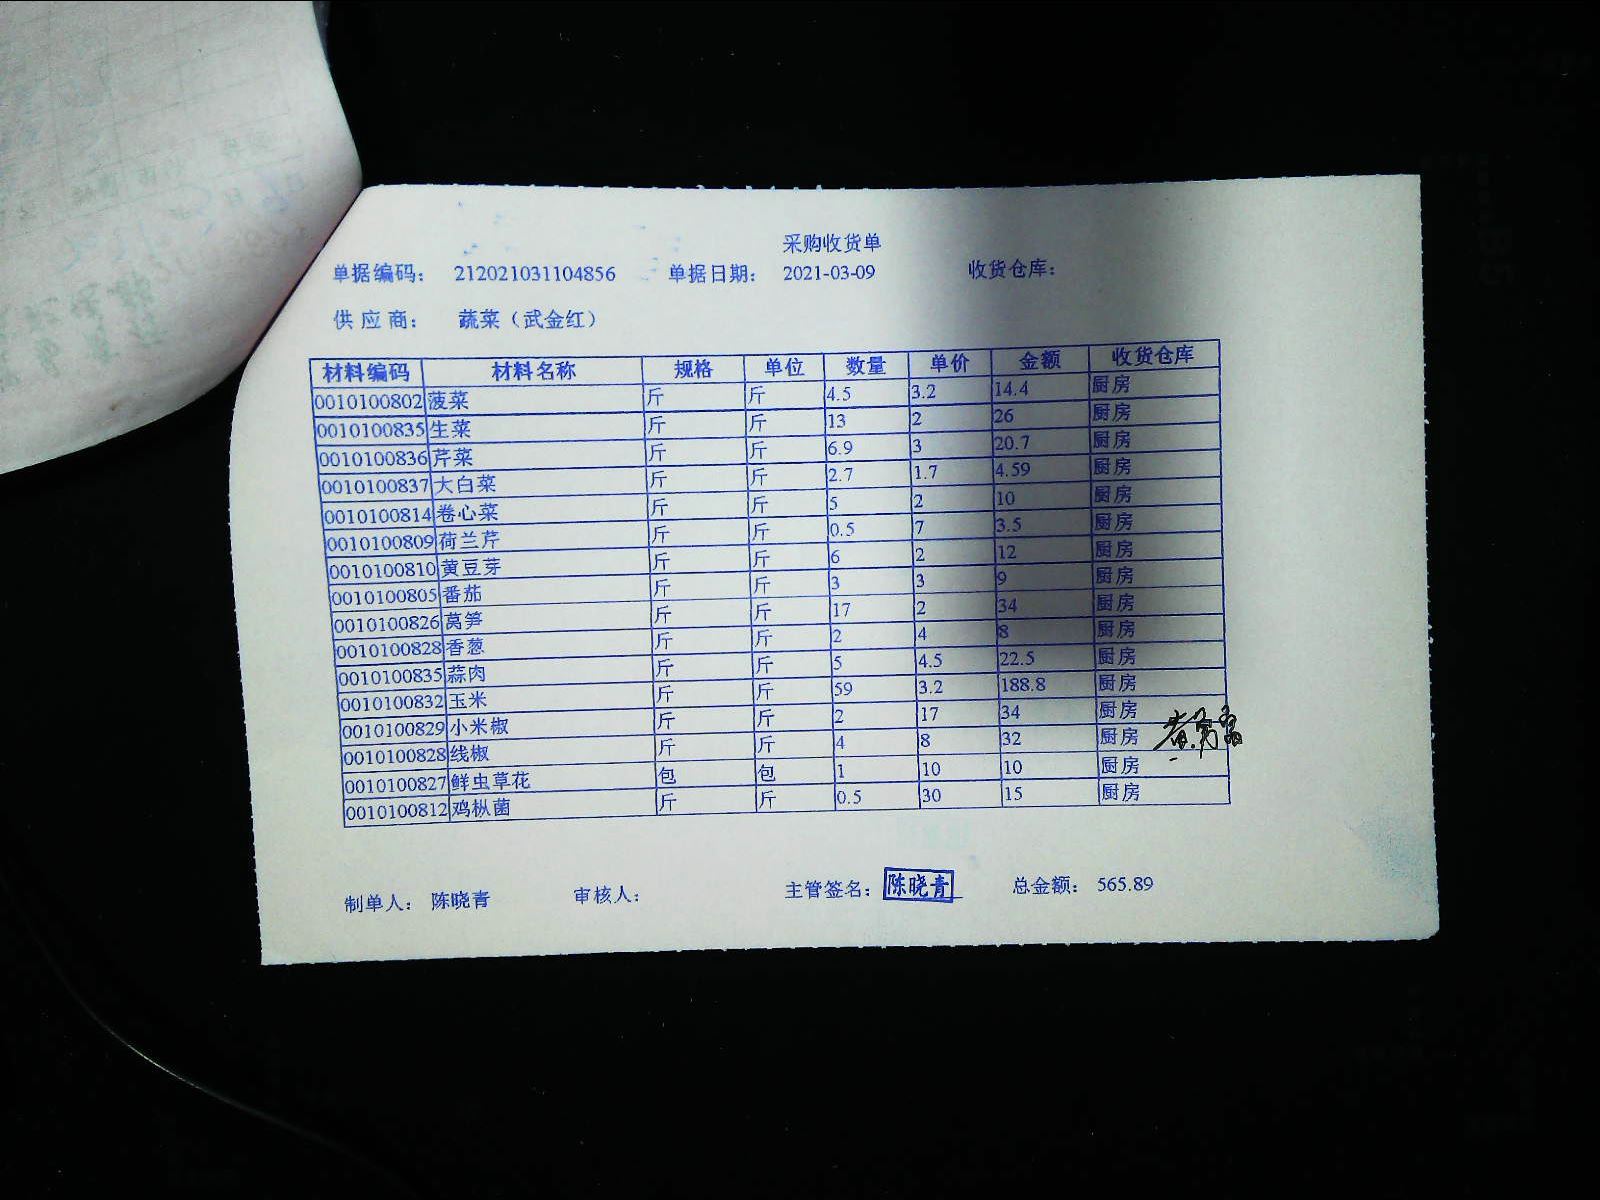 采购收货单
单据编码： 212021031104856 单据日期： 2021-03-09 收货仓库：
供应商： 蔬菜（武金红）
材料编码 材料名称 规格 单位 数量 单价 金额 收货仓库
0010100802 菠菜 斤 斤 4.5 3.2 14.4 厨房
0010100835 生菜 斤 斤 13 2 26 厨房
0010100836 芹菜 斤 斤 6.9 3 20.7 厨房
0010100837 大白菜 斤 斤 2.7 1.7 4.59 厨房
0010100814 卷心菜 斤 斤 5 2 10 厨房
0010100809 荷兰芹 斤 斤 0.5 7 3.5 厨房
0010100810 黄豆芽 斤 斤 6 2 12 厨房
0010100805 番茄 斤 斤 3 3 9 厨房
0010100826 莴笋 斤 斤 17 2 34 厨房
0010100828 香葱 斤 斤 2 4 8 厨房
0010100835 蒜肉 斤 斤 5 4.5 22.5 厨房
0010100832 玉米 斤 斤 59 3.2 188.8 厨房
0010100829 小米椒 斤 斤 2 17 34 厨房
0010100828 线椒 斤 斤 4 8 32 厨房
0010100827 鲜虫草花 包 包 1 10 10 厨房
0010100812 鸡枞菌 斤 斤 0.5 30 15 厨房
制单人： 陈晓青 审核人： 主管签名： 陈晓青 总金额： 565.89